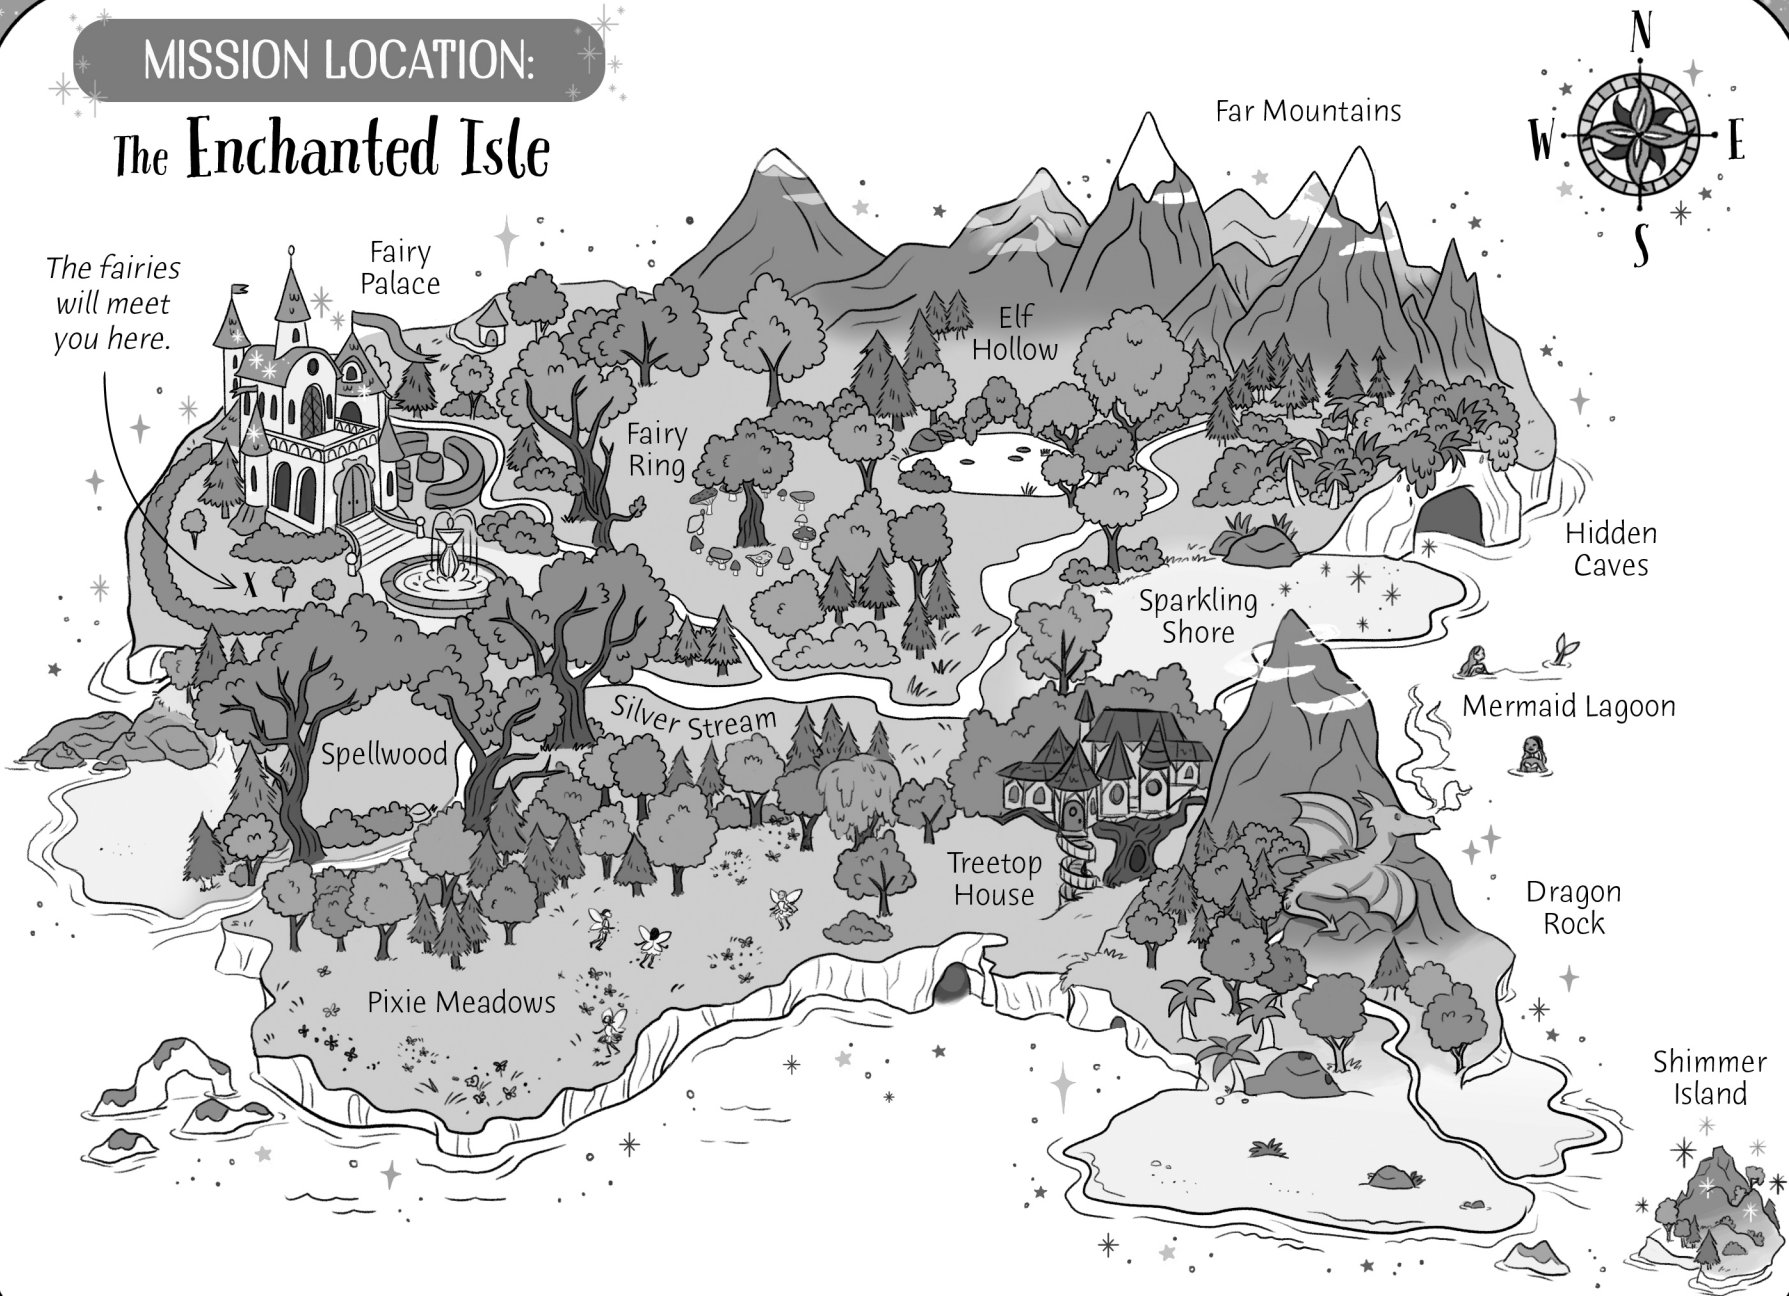 MISSION LOCATION:
The Enchanted Isle
N
W
E
S
Far Mountains
The fairies
will meet
you here.
Fairy
Palace
Elf
Hollow
Fairy
Ring
Hidden
Caves
X
Sparkling
Shore
Mermaid Lagoon
Silver Stream
Spellwood
Treetop
House
Dragon
Rock
Pixie Meadows
Shimmer
Island